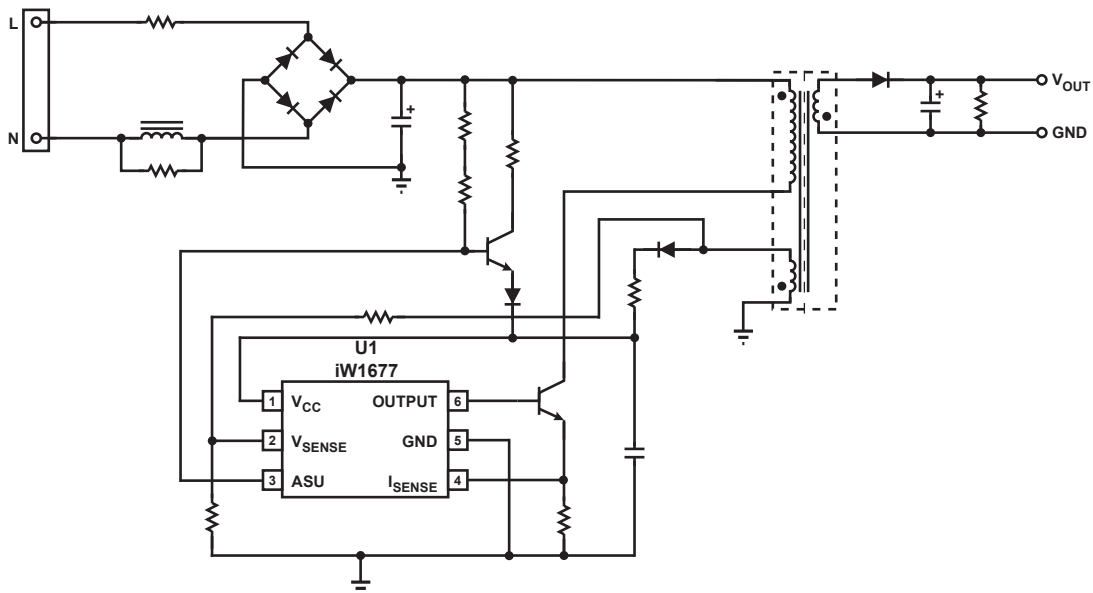 L
N
+
+
V_OUT
GND
U1
iW1677
1 V_CC OUTPUT 6
2 V_SENSE GND 5
3 ASU I_SENSE 4